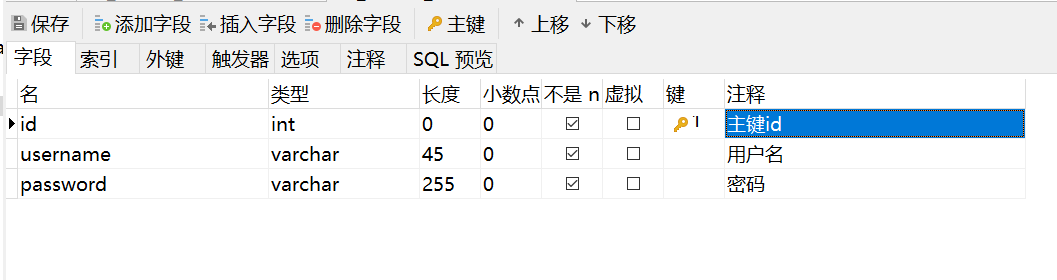 保存 添加字段 插入字段 删除字段 主键 上移 下移
字段 索引 外键 触发器 选项 注释 SQL 预览
名 类型 长度 小数点 不是 n 虚拟 键 注释
id int 0 0 1 主键id
username varchar 45 0 用户名
password varchar 255 0 密码